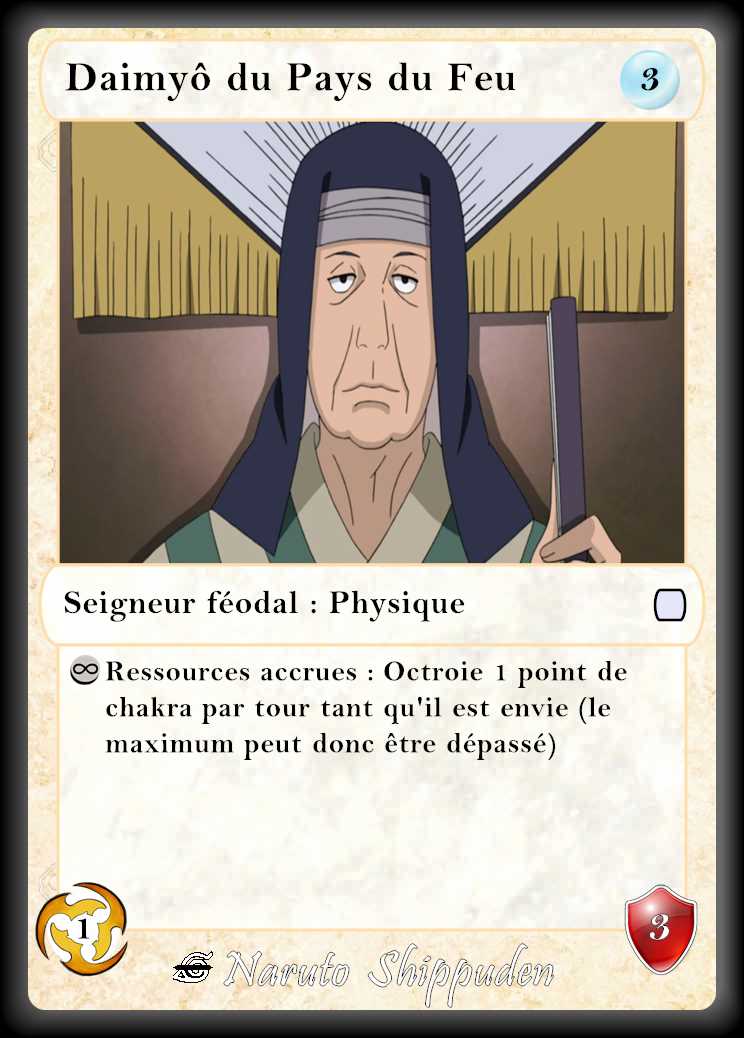 Daimyô du Pays du Feu
3
Seigneur féodal : Physique
∞ Ressources accrues : Octroie 1 point de
chakra par tour tant qu'il est envie (le
maximum peut donc être dépassé)
1
3
Naruto Shippuden